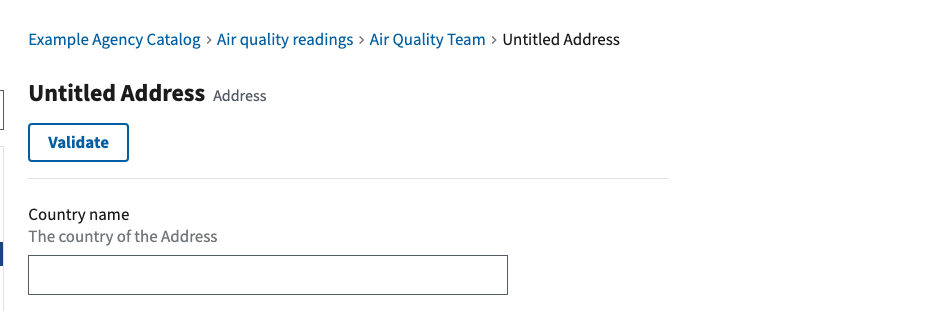 Example Agency Catalog > Air quality readings > Air Quality Team > Untitled Address
Untitled Address Address
Validate
Country name
The country of the Address